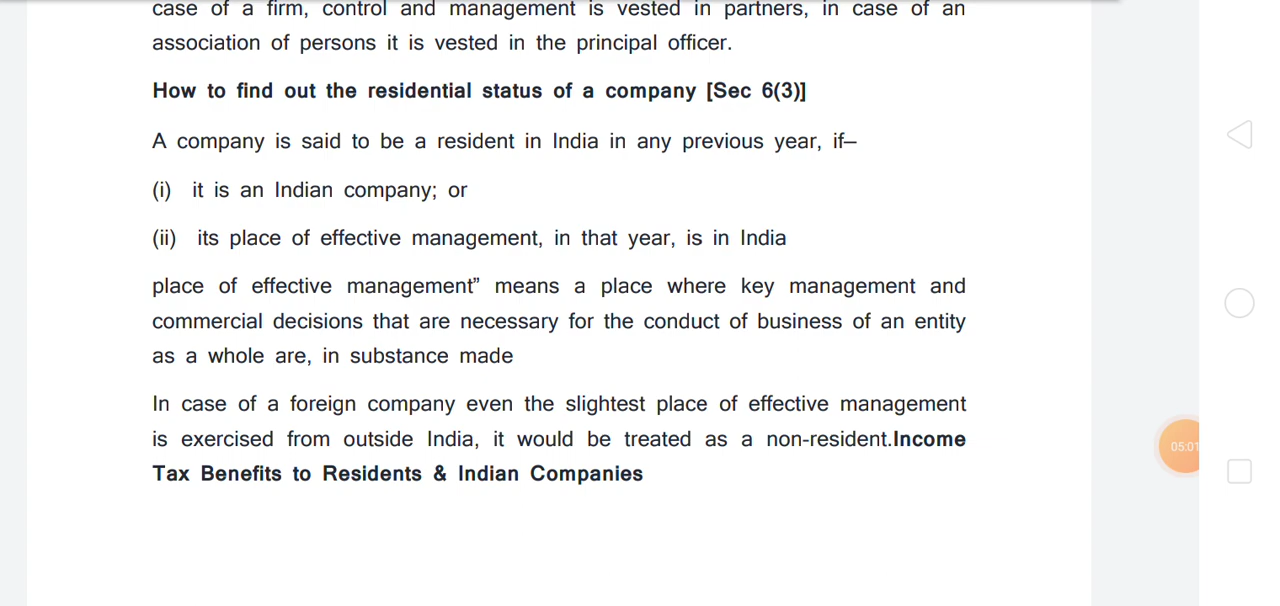 case of a firm, control and management is vested in partners, in case of an
association of persons it is vested in the principal officer.
How to find out the residential status of a company [Sec 6(3)]
A company is said to be a resident in India in any previous year, if–
(i) it is an Indian company; or
(ii) its place of effective management, in that year, is in India
place of effective management” means a place where key management and
commercial decisions that are necessary for the conduct of business of an entity
as a whole are, in substance made
In case of a foreign company even the slightest place of effective management
is exercised from outside India, it would be treated as a non-resident.Income
Tax Benefits to Residents & Indian Companies
05:01